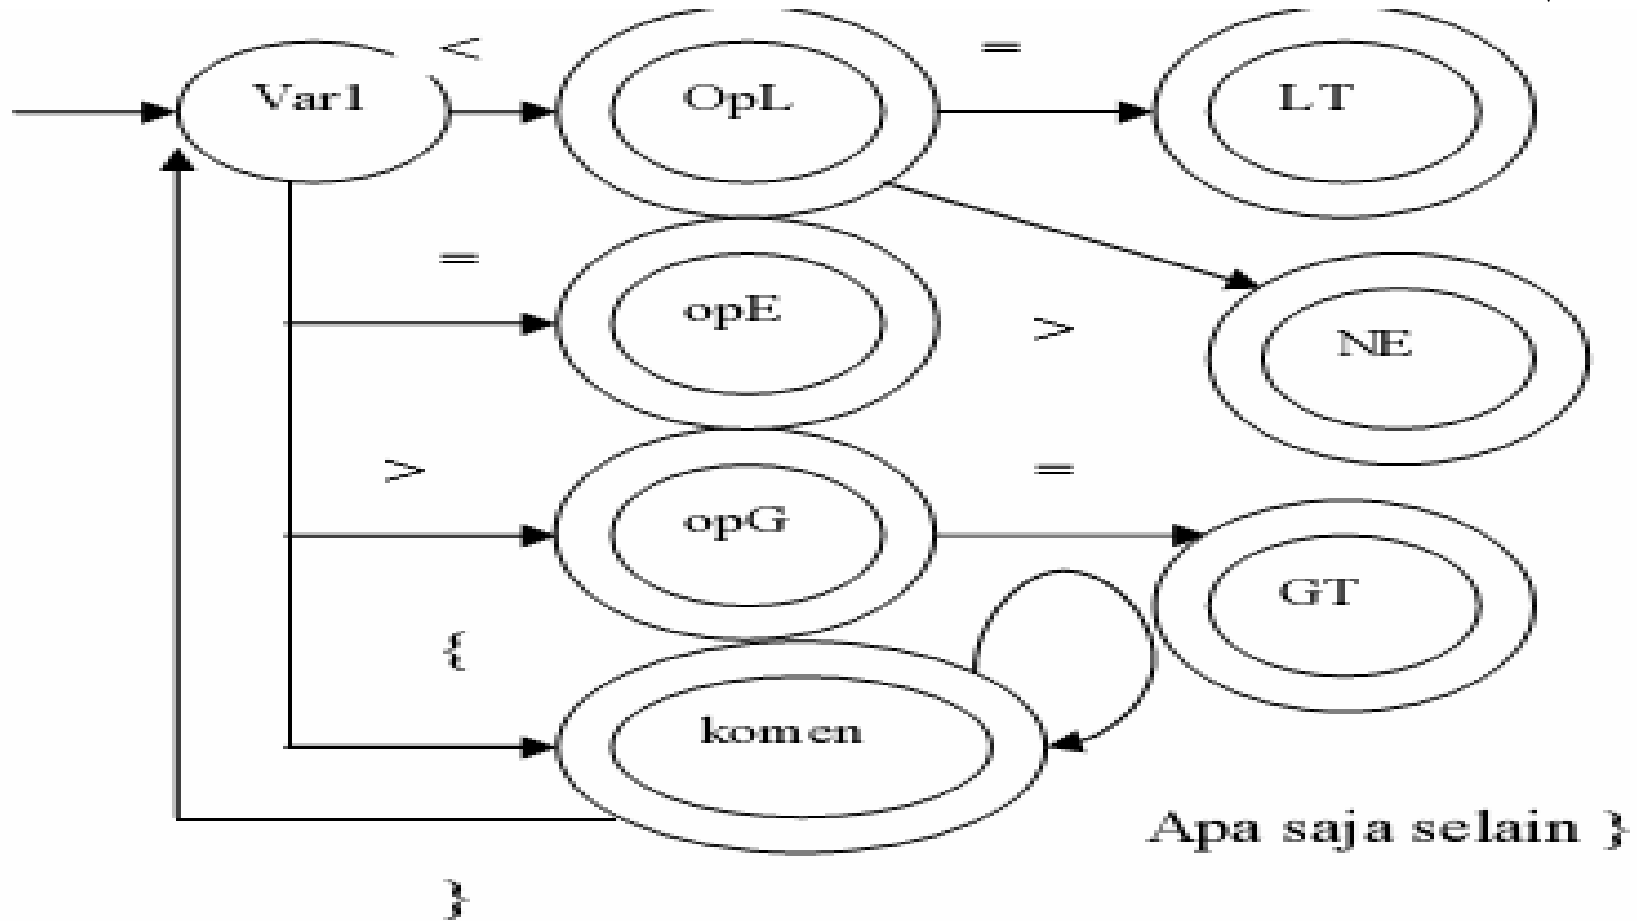 <
=
Var1
OpL
LT
=
opE
>
NE
>
=
opG
GT
{
komen
Apa saja selain }
}